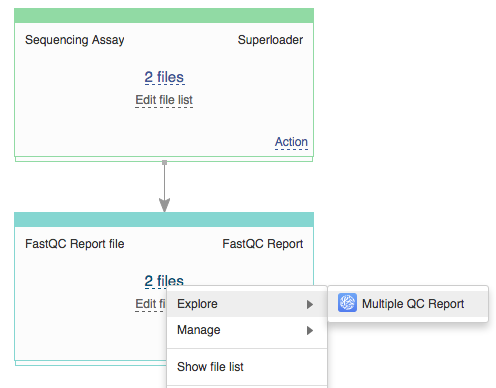 Sequencing Assay Superloader
2 files
Edit file list
Action
FastQC Report file FastQC Report
2 files
Edit fi
Explore Multiple QC Report
Manage
Show file list